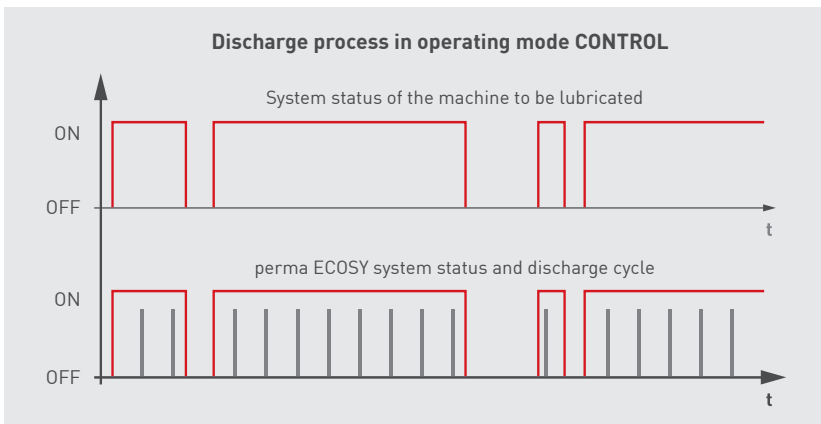 Discharge process in operating mode CONTROL
System status of the machine to be lubricated
ON
OFF
t
perma ECOSY system status and discharge cycle
ON
OFF
t